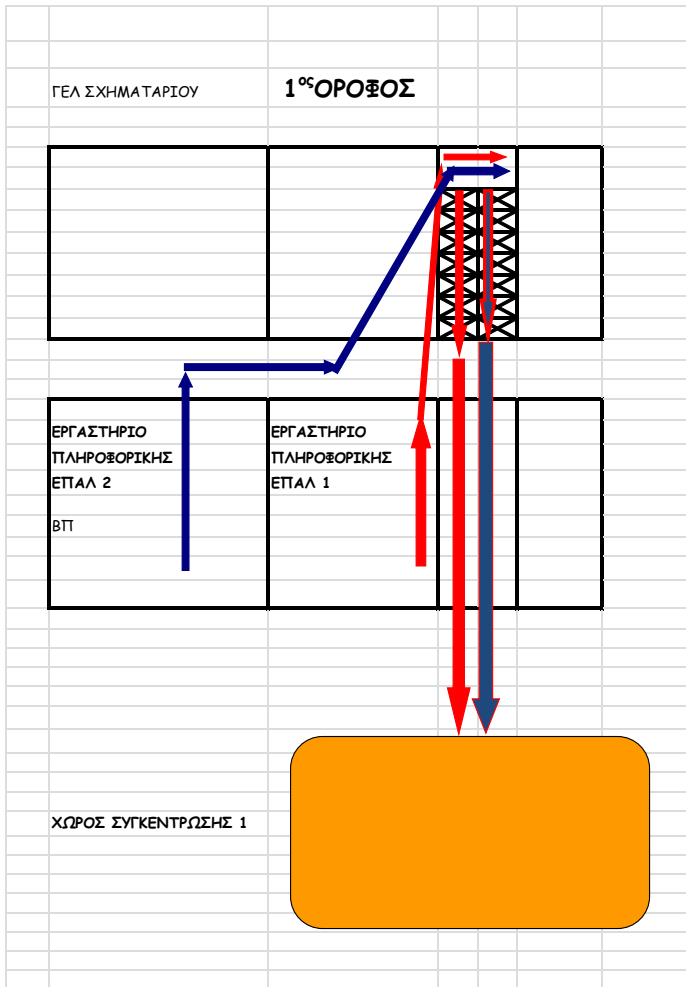 ΓΕΛ ΣΧΗΜΑΤΑΡΙΟΥ
1ος ΟΡΟΦΟΣ
ΕΡΓΑΣΤΗΡΙΟ
ΠΛΗΡΟΦΟΡΙΚΗΣ
ΕΠΑΛ 2
ΒΠ
ΕΡΓΑΣΤΗΡΙΟ
ΠΛΗΡΟΦΟΡΙΚΗΣ
ΕΠΑΛ 1
ΧΩΡΟΣ ΣΥΓΚΕΝΤΡΩΣΗΣ 1